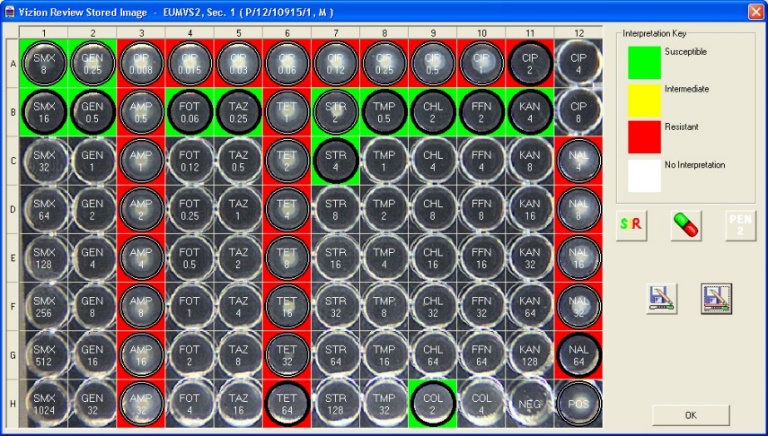 Vizion Review Stored Image - EUMVS2, Sec. 1 ( P/12/10915/1, M )
1 2 3 4 5 6 7 8 9 10 11 12
A SMX 8 GEN 0.25 CIP 0.008 CIP 0.015 CIP 0.03 CIP 0.06 CIP 0.12 CIP 0.25 CIP 0.5 CIP 1 CIP 2 CIP 4
B SMX 16 GEN 0.5 AMP 0.5 FOT 0.06 TAZ 0.25 TET 1 STR 2 TMP 0.5 CHL 2 FFN 2 KAN 4 CIP 8
C SMX 32 GEN 1 AMP 1 FOT 0.12 TAZ 0.5 TET 2 STR 4 TMP 1 CHL 4 FFN 4 KAN 8 NAL 4
D SMX 64 GEN 2 AMP 2 FOT 0.25 TAZ 1 TET 4 STR 8 TMP 2 CHL 8 FFN 8 KAN 16 NAL 8
E SMX 128 GEN 4 AMP 4 FOT 0.5 TAZ 2 TET 8 STR 16 TMP 4 CHL 16 FFN 16 KAN 32 NAL 16
F SMX 256 GEN 8 AMP 8 FOT 1 TAZ 4 TET 16 STR 32 TMP 8 CHL 32 FFN 32 KAN 64 NAL 32
G SMX 512 GEN 16 AMP 16 FOT 2 TAZ 8 TET 32 STR 64 TMP 16 CHL 64 FFN 64 KAN 128 NAL 64
H SMX 1024 GEN 32 AMP 32 FOT 4 TAZ 16 TET 64 STR 128 TMP 32 COL 2 COL 4 NEG POS
Interpretation Key
Susceptible
Intermediate
Resistant
No Interpretation
S R
PEN 2
OK